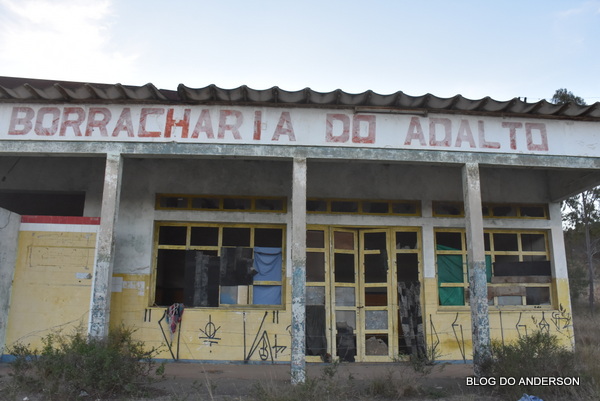 BORRACHARIA DO ADALTO
BLOG DO ANDERSON